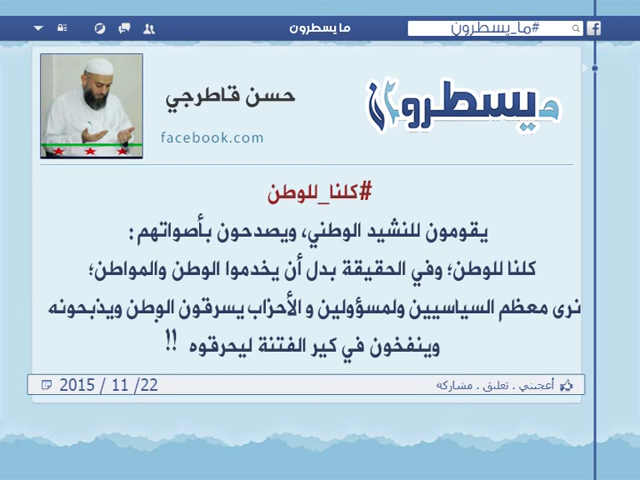 ما يسطرون
#ما_يسطرون
ما يسطرون
حسن قاطرجي
facebook.com
#كلنا_للوطن
يقومون للنشيد الوطني، ويصدحون بأصواتهم :
كلنا للوطن؛ وفي الحقيقة بدل أن يخدموا الوطن والمواطن؛
نرى معظم السياسيين ولمسؤولين و الأحزاب يسرقون الوطن ويذبحونه
وينفخون في كير الفتنة ليحرقوه !!
أعجبني . تعليق . مشاركه
2015 / 11 /22